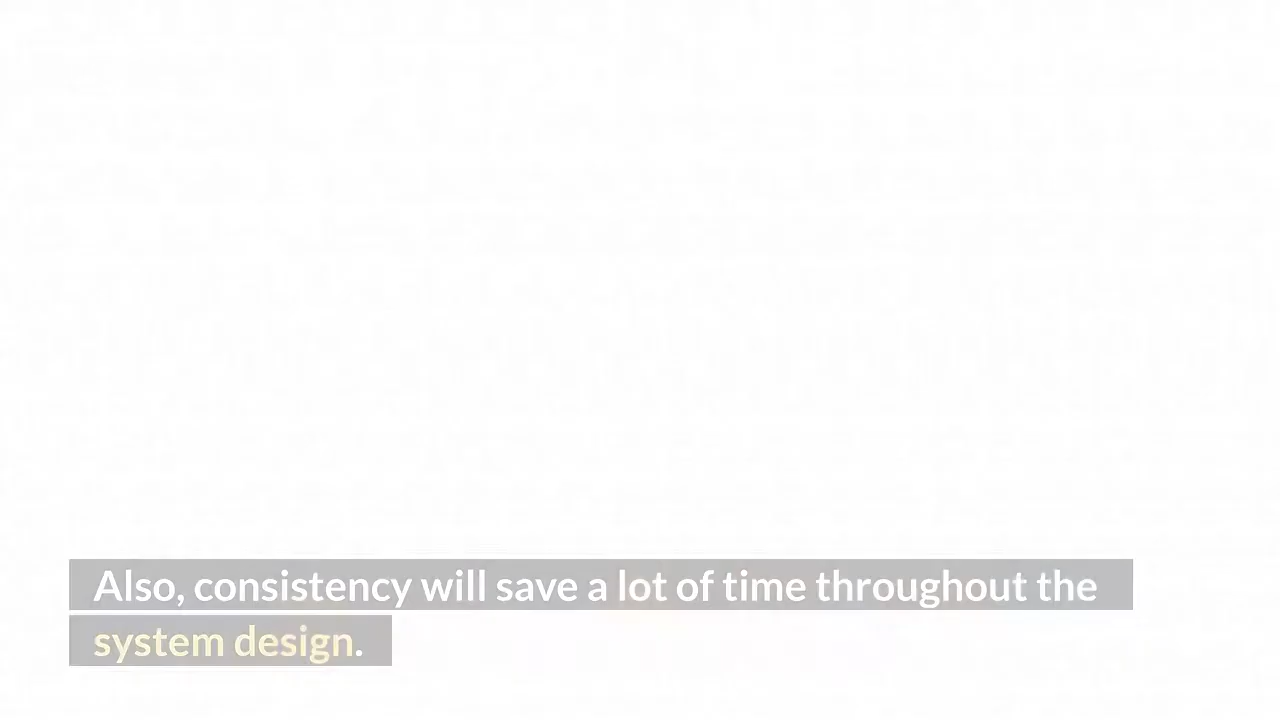 Also, consistency will save a lot of time throughout the
system design.